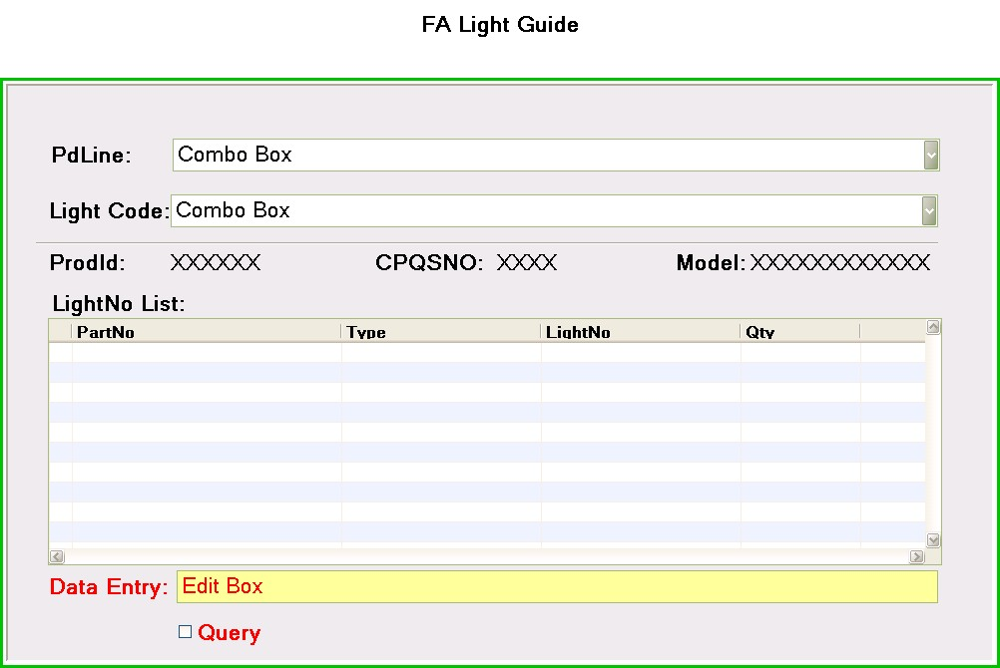 FA Light Guide
PdLine: Combo Box
Light Code: Combo Box
ProdId: XXXXXX CPQSNO: XXXX Model: XXXXXXXXXXXX
LightNo List:
PartNo Type LightNo Qty
Data Entry: Edit Box
Query